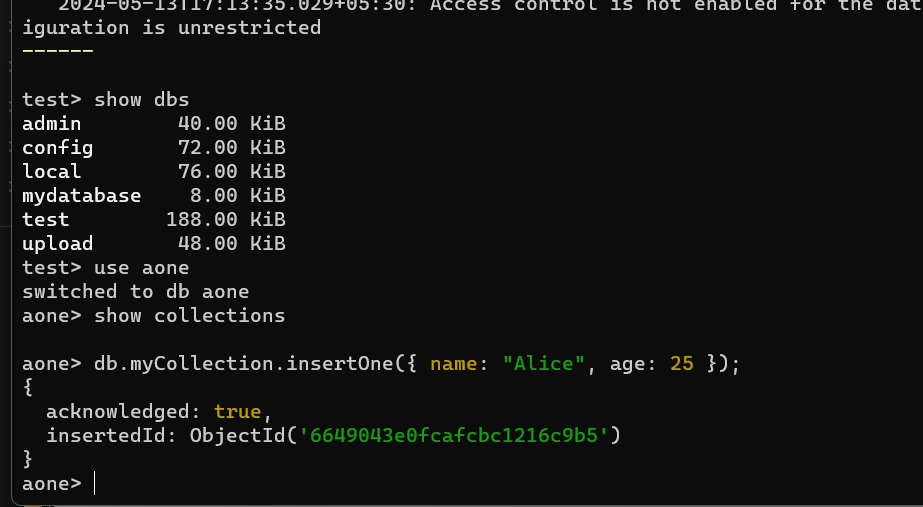 2024-05-13T17:13:35.029+05:30: Access control is not enabled for the dat
iguration is unrestricted
------
test> show dbs
admin        40.00 KiB
config       72.00 KiB
local        76.00 KiB
mydatabase    8.00 KiB
test        188.00 KiB
upload       48.00 KiB
test> use aone
switched to db aone
aone> show collections
aone> db.myCollection.insertOne({ name: "Alice", age: 25 });
{
  acknowledged: true,
  insertedId: ObjectId('6649043e0fcafcbc1216c9b5')
}
aone>